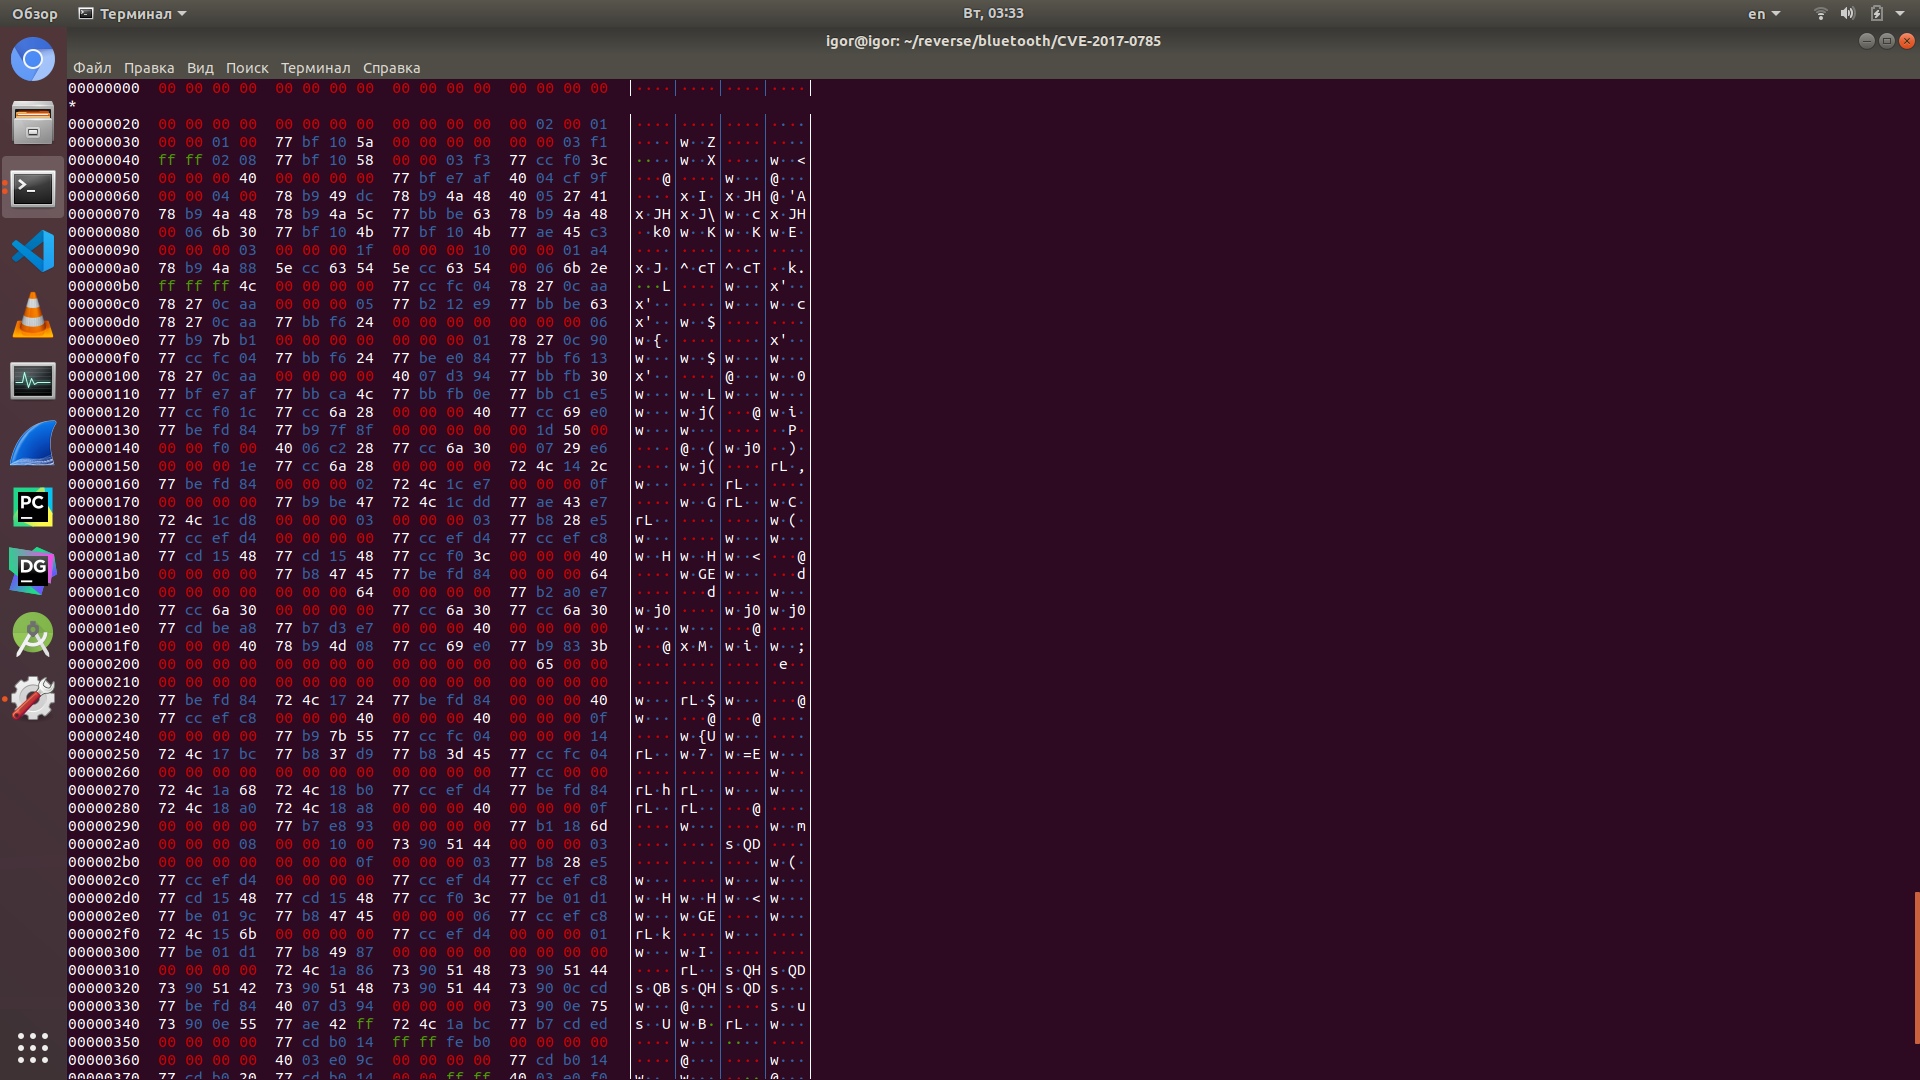 Обзор Терминал Вт, 03:33 en
igor@igor: ~/reverse/bluetooth/CVE-2017-0785
Файл Правка Вид Поиск Терминал Справка
00000000 00 00 00 00 00 00 00 00 00 00 00 00 00 00 00 00 │····│····│····│····│
*
00000020 00 00 00 00 00 00 00 00 00 00 00 00 00 02 00 01 │····│····│····│····│
00000030 00 00 01 00 77 bf 10 5a 00 00 00 00 00 00 03 f1 │····│w··Z│····│····│
00000040 ff ff 02 08 77 bf 10 58 00 00 03 f3 77 cc f0 3c │····│w··X│····│w··<│
00000050 00 00 00 40 00 00 00 00 77 bf e7 af 40 04 cf 9f │···@│····│w···│@···│
00000060 00 00 04 00 78 b9 49 dc 78 b9 4a 48 40 05 27 41 │····│x·I·│x·JH│@·'A│
00000070 78 b9 4a 48 78 b9 4a 5c 77 bb be 63 78 b9 4a 48 │x·JH│x·J\│w··c│x·JH│
00000080 00 06 6b 30 77 bf 10 4b 77 bf 10 4b 77 ae 45 c3 │··k0│w··K│w··K│w·E·│
00000090 00 00 00 03 00 00 00 1f 00 00 00 10 00 00 01 a4 │····│····│····│····│
000000a0 78 b9 4a 88 5e cc 63 54 5e cc 63 54 00 06 6b 2e │x·J·│^·cT│^·cT│··k.│
000000b0 ff ff ff 4c 00 00 00 00 77 cc fc 04 78 27 0c aa │···L│····│w···│x'··│
000000c0 78 27 0c aa 00 00 00 05 77 b2 12 e9 77 bb be 63 │x'··│····│w···│w··c│
000000d0 78 27 0c aa 77 bb f6 24 00 00 00 00 00 00 00 06 │x'··│w··$│····│····│
000000e0 77 b9 7b b1 00 00 00 00 00 00 00 01 78 27 0c 90 │w·{·│····│····│x'··│
000000f0 77 cc fc 04 77 bb f6 24 77 be e0 84 77 bb f6 13 │w···│w··$│w···│w···│
00000100 78 27 0c aa 00 00 00 00 40 07 d3 94 77 bb fb 30 │x'··│····│@···│w··0│
00000110 77 bf e7 af 77 bb ca 4c 77 bb fb 0e 77 bb c1 e5 │w···│w··L│w···│w···│
00000120 77 cc f0 1c 77 cc 6a 28 00 00 00 40 77 cc 69 e0 │w···│w·j(│···@│w·i·│
00000130 77 be fd 84 77 b9 7f 8f 00 00 00 00 00 1d 50 00 │w···│w···│····│··P·│
00000140 00 00 f0 00 40 06 c2 28 77 cc 6a 30 00 07 29 e6 │····│@··(│w·j0│··)·│
00000150 00 00 00 1e 77 cc 6a 28 00 00 00 00 72 4c 14 2c │····│w·j(│····│rL·,│
00000160 77 be fd 84 00 00 00 02 72 4c 1c e7 00 00 00 0f │w···│····│rL··│····│
00000170 00 00 00 00 77 b9 be 47 72 4c 1c dd 77 ae 43 e7 │····│w··G│rL··│w·C·│
00000180 72 4c 1c d8 00 00 00 03 00 00 00 03 77 b8 28 e5 │rL··│····│····│w·(·│
00000190 77 cc ef d4 00 00 00 00 77 cc ef d4 77 cc ef c8 │w···│····│w···│w···│
000001a0 77 cd 15 48 77 cd 15 48 77 cc f0 3c 00 00 00 40 │w··H│w··H│w··<│···@│
000001b0 00 00 00 00 77 b8 47 45 77 be fd 84 00 00 00 64 │····│w·GE│w···│···d│
000001c0 00 00 00 00 00 00 00 64 00 00 00 00 77 b2 a0 e7 │····│···d│····│w···│
000001d0 77 cc 6a 30 00 00 00 00 77 cc 6a 30 77 cc 6a 30 │w·j0│····│w·j0│w·j0│
000001e0 77 cd be a8 77 b7 d3 e7 00 00 00 40 00 00 00 00 │w···│w···│···@│····│
000001f0 00 00 00 40 78 b9 4d 08 77 cc 69 e0 77 b9 83 3b │···@│x·M·│w·i·│w··;│
00000200 00 00 00 00 00 00 00 00 00 00 00 00 00 65 00 00 │····│····│····│·e··│
00000210 00 00 00 00 00 00 00 00 00 00 00 00 00 00 00 00 │····│····│····│····│
00000220 77 be fd 84 72 4c 17 24 77 be fd 84 00 00 00 40 │w···│rL·$│w···│···@│
00000230 77 cc ef c8 00 00 00 40 00 00 00 40 00 00 00 0f │w···│···@│···@│····│
00000240 00 00 00 00 77 b9 7b 55 77 cc fc 04 00 00 00 14 │····│w·{U│w···│····│
00000250 72 4c 17 bc 77 b8 37 d9 77 b8 3d 45 77 cc fc 04 │rL··│w·7·│w·=E│w···│
00000260 00 00 00 00 00 00 00 00 00 00 00 00 77 cc 00 00 │····│····│····│w···│
00000270 72 4c 1a 68 72 4c 18 b0 77 cc ef d4 77 be fd 84 │rL·h│rL··│w···│w···│
00000280 72 4c 18 a0 72 4c 18 a8 00 00 00 40 00 00 00 0f │rL··│rL··│···@│····│
00000290 00 00 00 00 77 b7 e8 93 00 00 00 00 77 b1 18 6d │····│w···│····│w··m│
000002a0 00 00 00 08 00 00 10 00 73 90 51 44 00 00 00 03 │····│····│s·QD│····│
000002b0 00 00 00 00 00 00 00 0f 00 00 00 03 77 b8 28 e5 │····│····│····│w·(·│
000002c0 77 cc ef d4 00 00 00 00 77 cc ef d4 77 cc ef c8 │w···│····│w···│w···│
000002d0 77 cd 15 48 77 cd 15 48 77 cc f0 3c 77 be 01 d1 │w··H│w··H│w··<│w···│
000002e0 77 be 01 9c 77 b8 47 45 00 00 00 06 77 cc ef c8 │w···│w·GE│····│w···│
000002f0 72 4c 15 6b 00 00 00 00 77 cc ef d4 00 00 00 01 │rL·k│····│w···│····│
00000300 77 be 01 d1 77 b8 49 87 00 00 00 00 00 00 00 00 │w···│w·I·│····│····│
00000310 00 00 00 00 72 4c 1a 86 73 90 51 48 73 90 51 44 │····│rL··│s·QH│s·QD│
00000320 73 90 51 42 73 90 51 48 73 90 51 44 73 90 0c cd │s·QB│s·QH│s·QD│s···│
00000330 77 be fd 84 40 07 d3 94 00 00 00 00 73 90 0e 75 │w···│@···│····│s··u│
00000340 73 90 0e 55 77 ae 42 ff 72 4c 1a bc 77 b7 cd ed │s··U│w·B·│rL··│w···│
00000350 00 00 00 00 77 cd b0 14 ff ff fe b0 00 00 00 00 │····│w···│····│····│
00000360 00 00 00 00 40 03 e0 9c 00 00 00 00 77 cd b0 14 │····│@···│····│w···│
00000370 77 cd b0 20 77 cd b0 14 00 00 ff ff 40 03 e0 f0 │w·· │w···│····│@···│
PC
DG